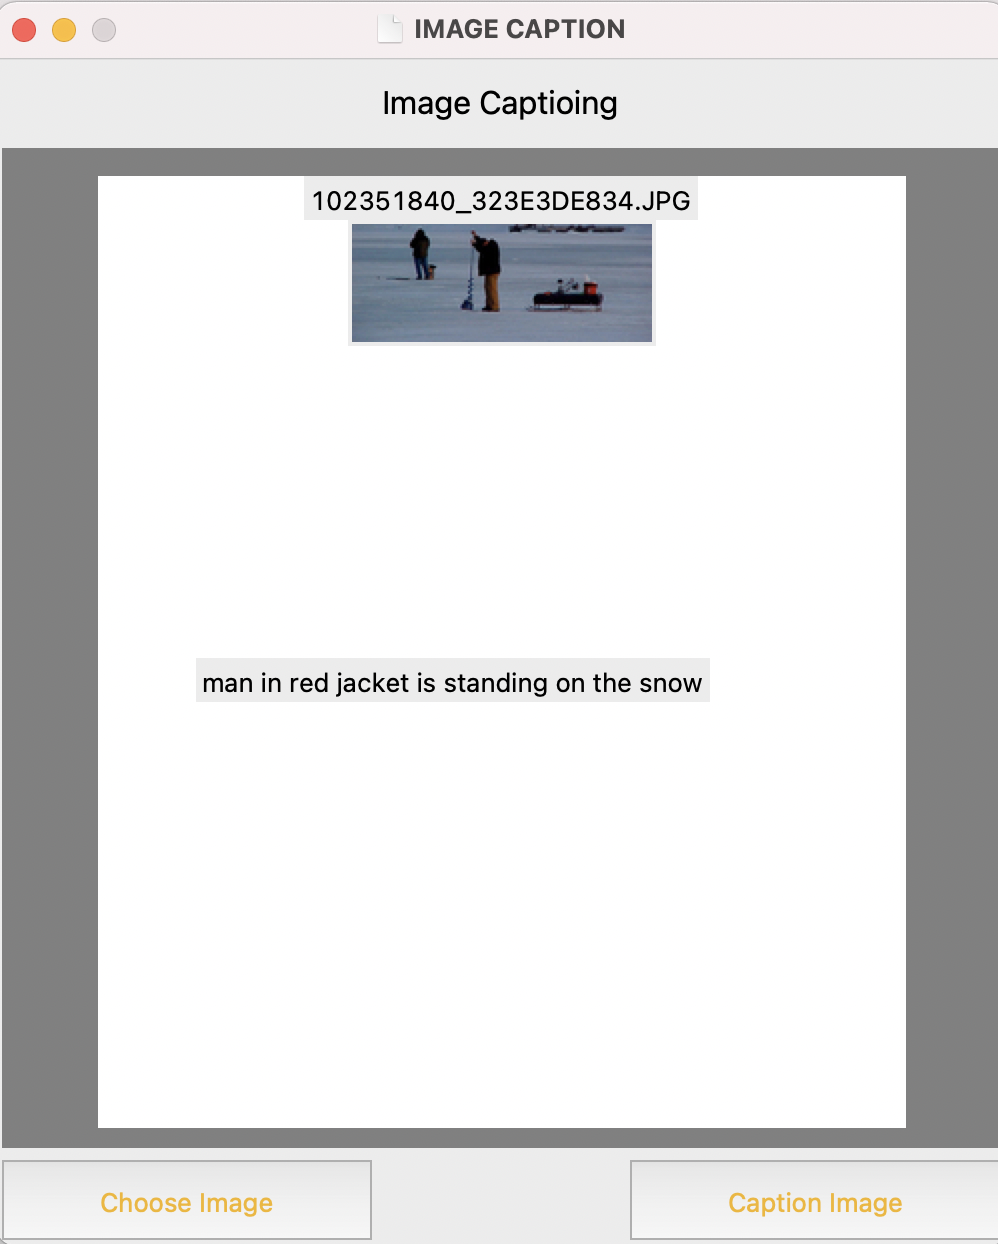 IMAGE CAPTION
Image Captioing
102351840_323E3DE834.JPG
man in red jacket is standing on the snow
Choose Image
Caption Image